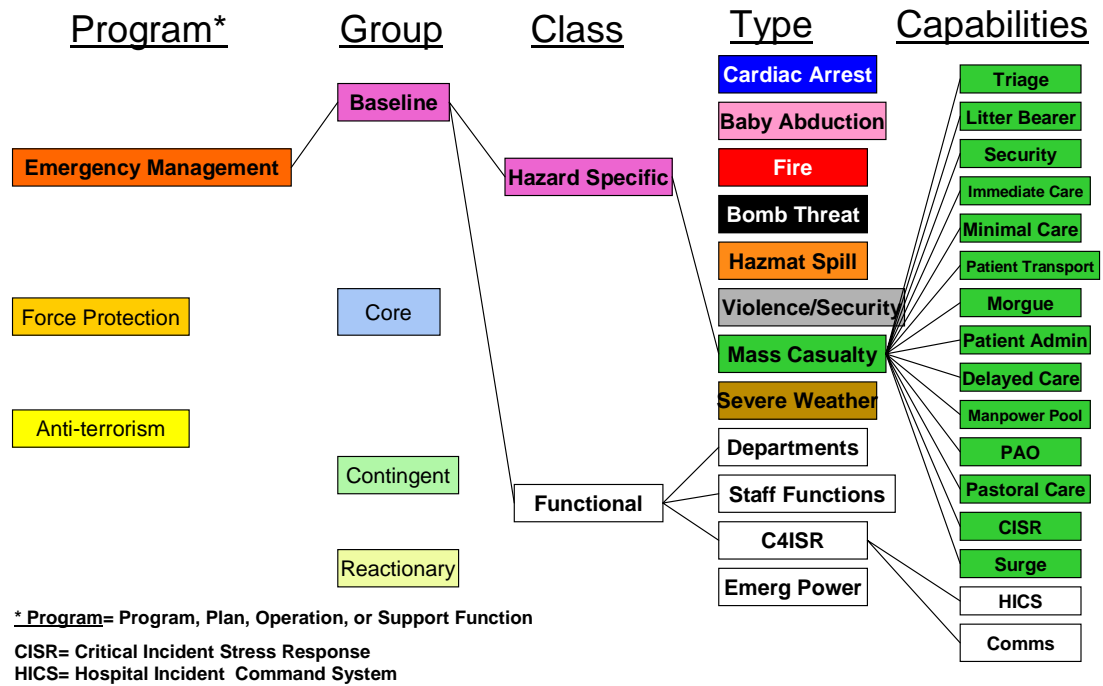 Program* Group Class Type Capabilities
Emergency Management
Force Protection
Anti-terrorism
Baseline
Core
Contingent
Reactionary
Hazard Specific
Functional
Cardiac Arrest
Baby Abduction
Fire
Bomb Threat
Hazmat Spill
Violence/Security
Mass Casualty
Severe Weather
Departments
Staff Functions
C4ISR
Emerg Power
Triage
Litter Bearer
Security
Immediate Care
Minimal Care
Patient Transport
Morgue
Patient Admin
Delayed Care
Manpower Pool
PAO
Pastoral Care
CISR
Surge
HICS
Comms
* Program= Program, Plan, Operation, or Support Function
CISR= Critical Incident Stress Response
HICS= Hospital Incident Command System